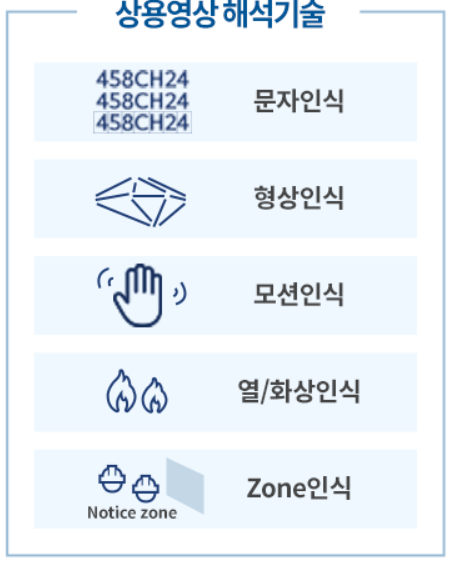 상용영상 해석기술
458CH24
458CH24
458CH24
문자인식
형상인식
모션인식
열/화상인식
Notice zone
Zone인식